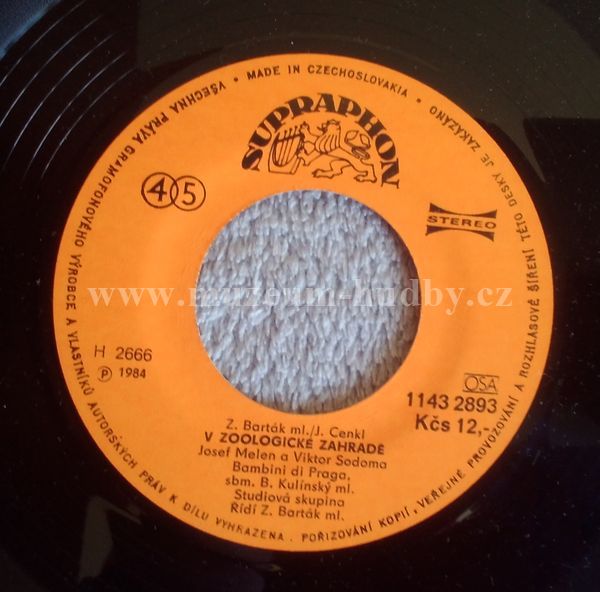 VŠECHNA PRÁVA GRAMOFONOVÉHO VÝROBCE A VLASTNÍKŮ AUTORSKÝCH PRÁV K DÍLU VYHRAZENA. POŘIZOVÁNÍ KOPIÍ, VEŘEJNÉ PROVOZOVÁNÍ A ROZHLASOVÉ ŠÍŘENÍ TÉTO DESKY JE ZAKÁZÁNO • MADE IN CZECHOSLOVAKIA •
SUPRAPHON
45
STEREO
www.muzeum-hudby.cz
H 2666
℗ 1984
OSA
1143 2893
Kčs 12,-
Z. Barták ml./J. Cenkl
V ZOOLOGICKÉ ZAHRADĚ
Josef Melen a Viktor Sodoma
Bambini di Praga,
sbm. B. Kulínský ml.
Studiová skupina
Řídí Z. Barták ml.